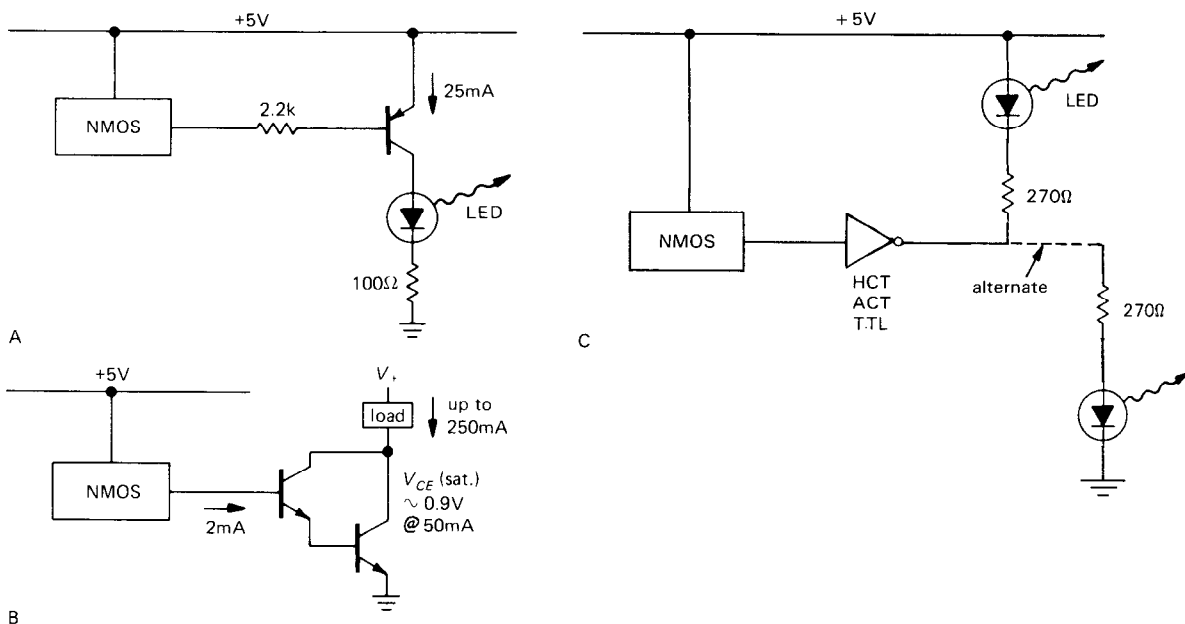 +5V
NMOS
2.2k
25mA
LED
100Ω
A
+5V
NMOS
2mA
V+
load
up to
250mA
VCE (sat.)
~ 0.9V
@ 50mA
B
+5V
LED
270Ω
NMOS
HCT
ACT
TTL
alternate
270Ω
C